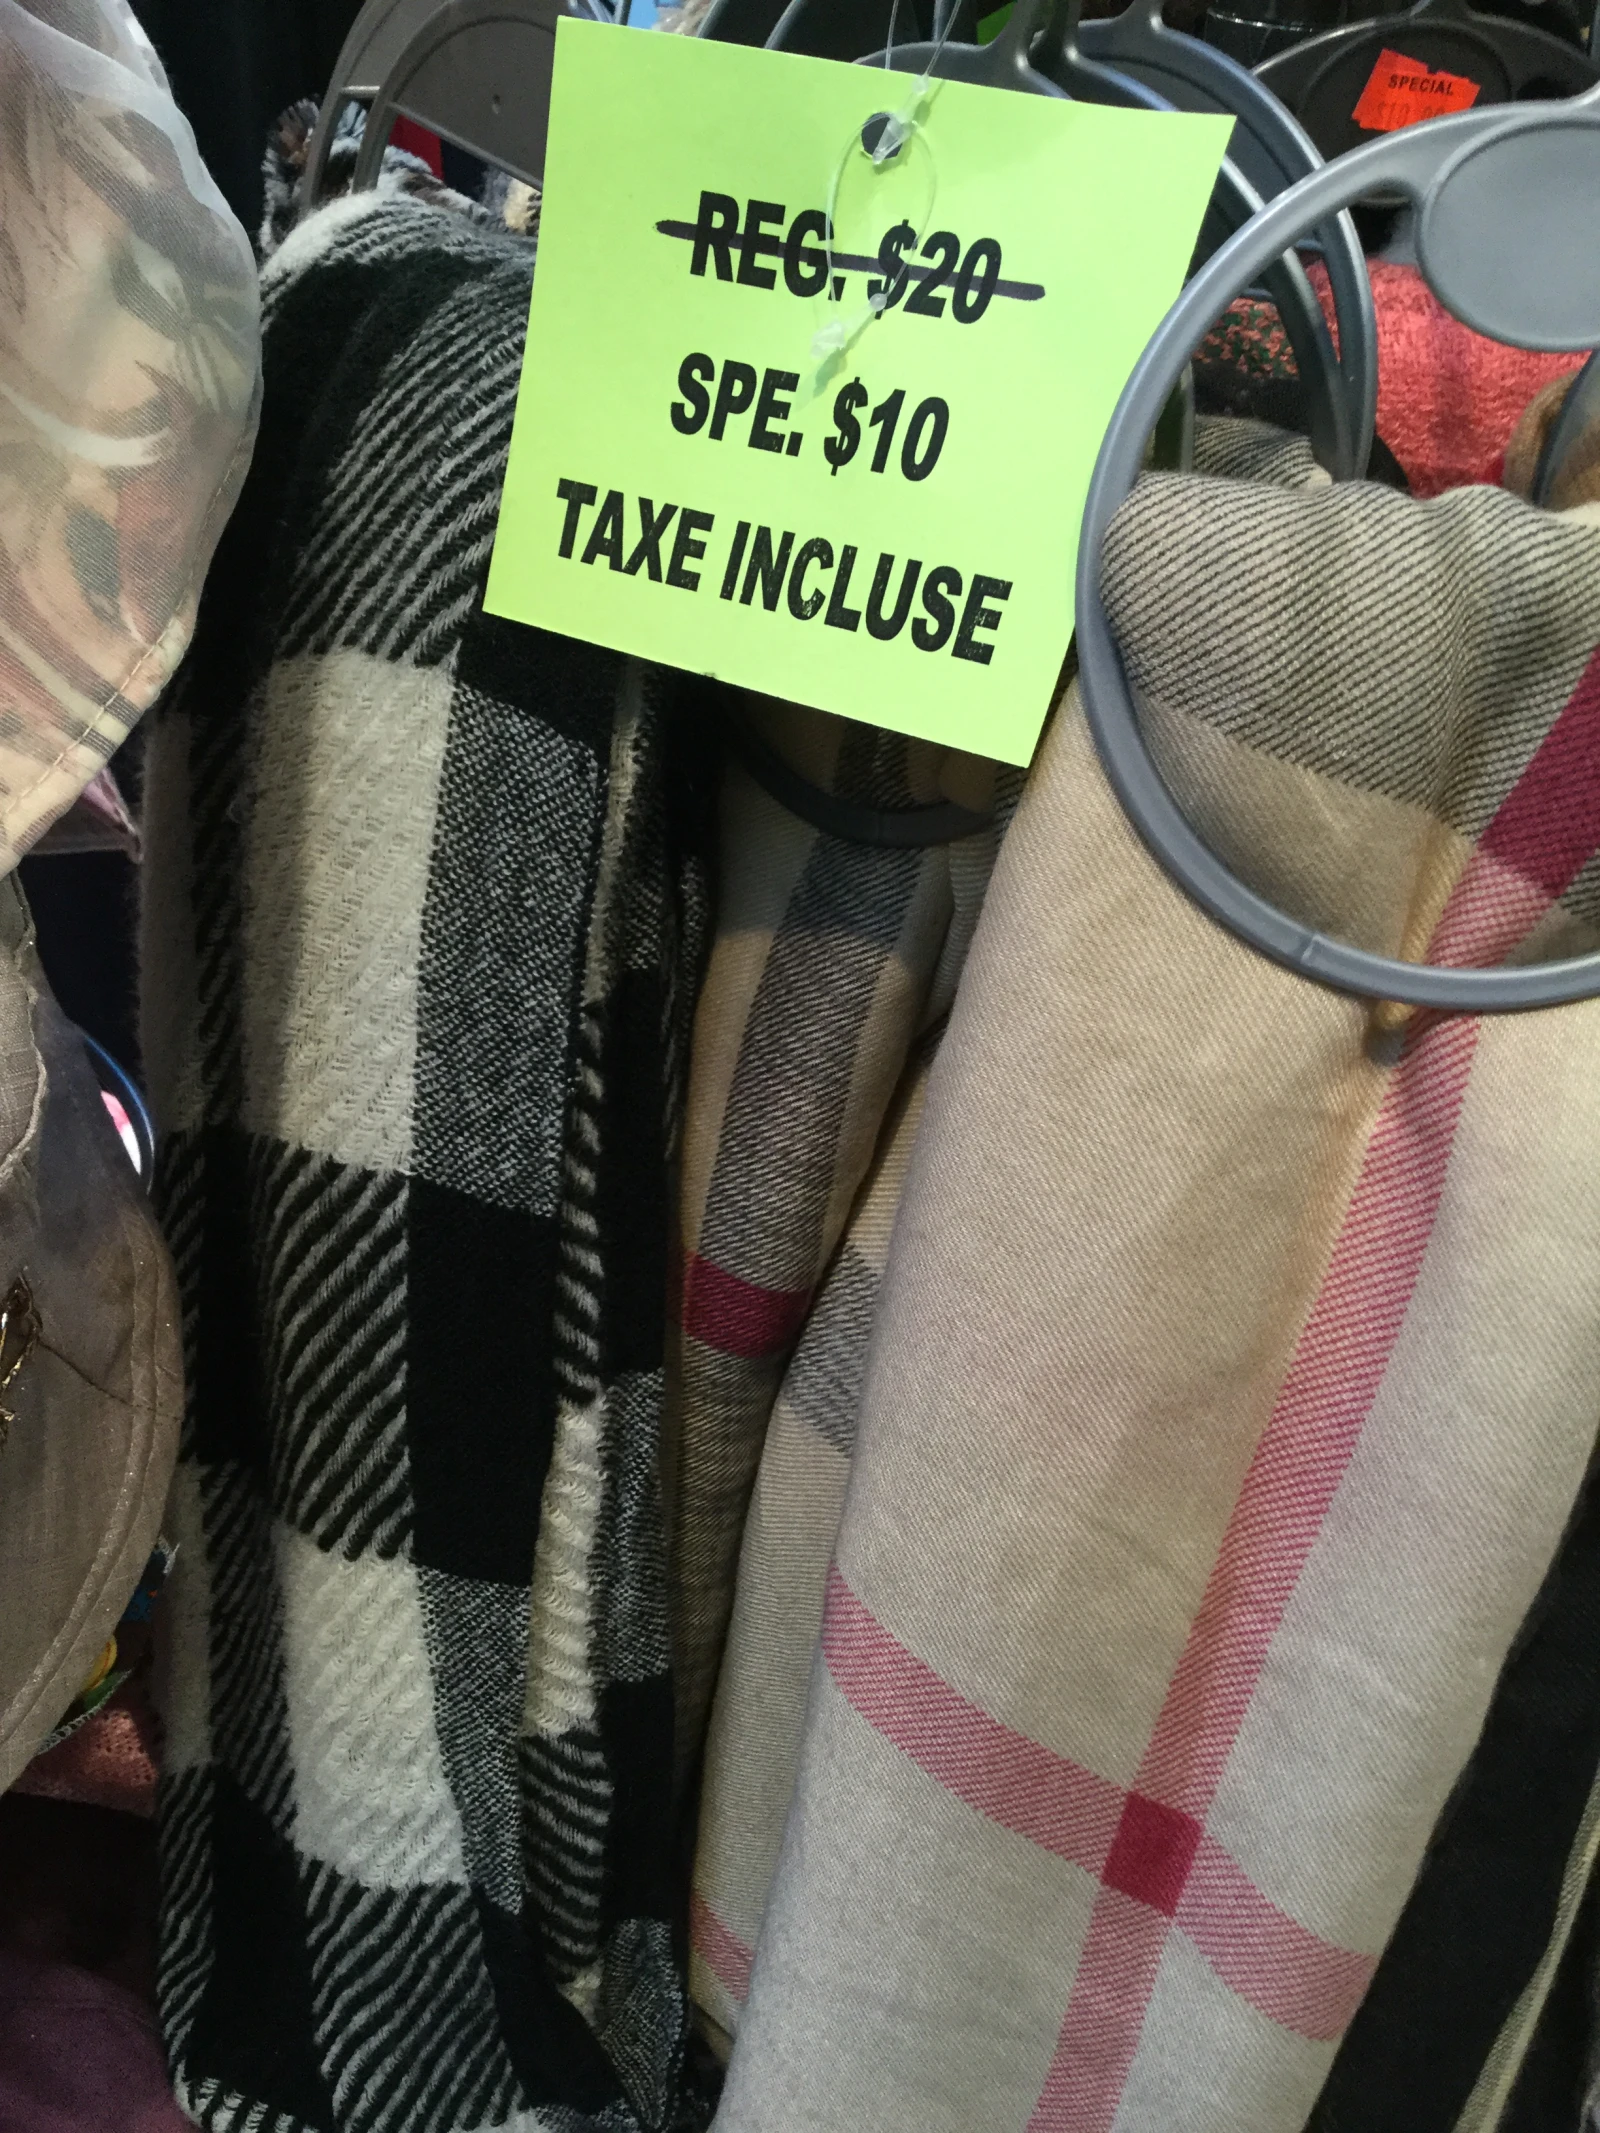 SPECIAL
REG. $20
SPE. $10
TAXE INCLUSE